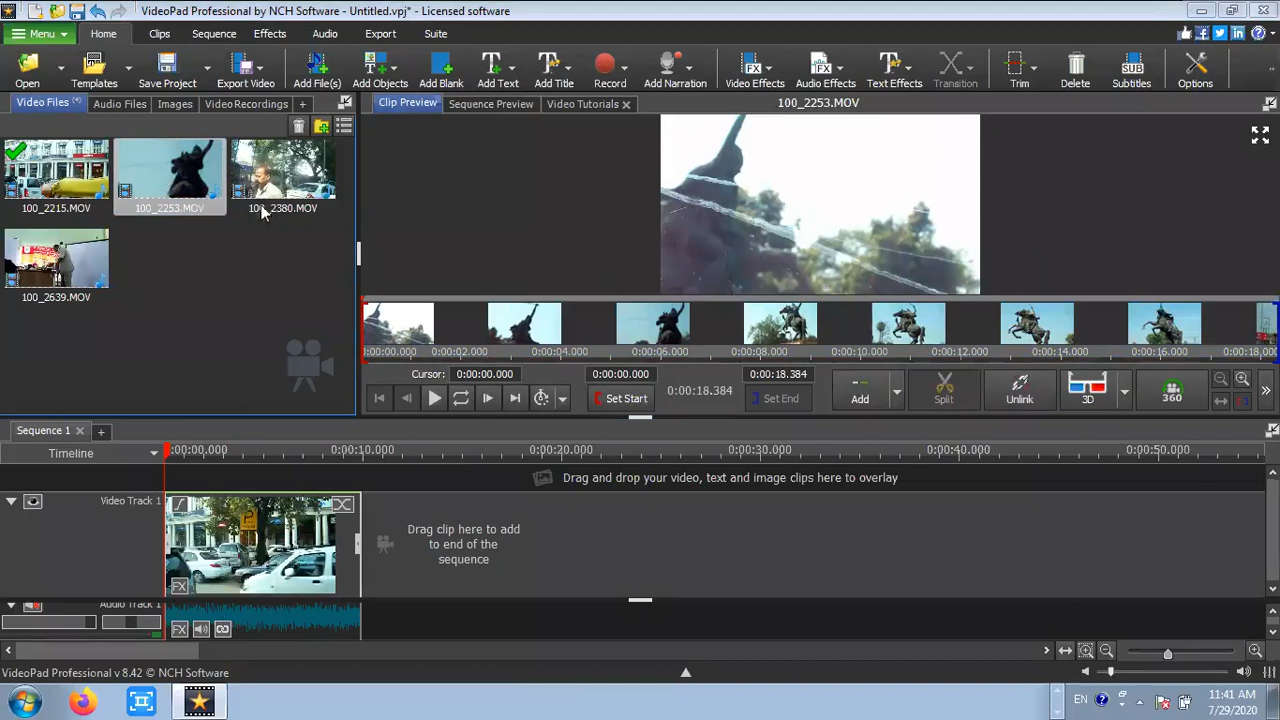 VideoPad Professional by NCH Software - Untitled.vpj* - Licensed software
Menu Home Clips Sequence Effects Audio Export Suite
Open Templates Save Project Export Video Add File(s) Add Objects Add Blank Add Text Add Title Record Add Narration Video Effects Audio Effects Text Effects Transition Trim Delete Subtitles Options
Video Files (4) Audio Files Images Video Recordings +
Clip Preview Sequence Preview Video Tutorials 100_2253.MOV
100_2215.MOV 100_2253.MOV 100_2380.MOV
100_2639.MOV
0:00:00.000 0:00:02.000 0:00:04.000 0:00:06.000 0:00:08.000 0:00:10.000 0:00:12.000 0:00:14.000 0:00:16.000 0:00:18.000
Cursor: 0:00:00.000 0:00:00.000 0:00:18.384 0:00:18.384
Set Start Set End Add Split Unlink 3D 360
Sequence 1 +
Timeline :00:00.000 0:00:10.000 0:00:20.000 0:00:30.000 0:00:40.000 0:00:50.000
Drag and drop your video, text and image clips here to overlay
Video Track 1
Drag clip here to add
to end of the
sequence
FX
Audio Track 1
FX
VideoPad Professional v 8.42 © NCH Software
EN 11:41 AM
7/29/2020